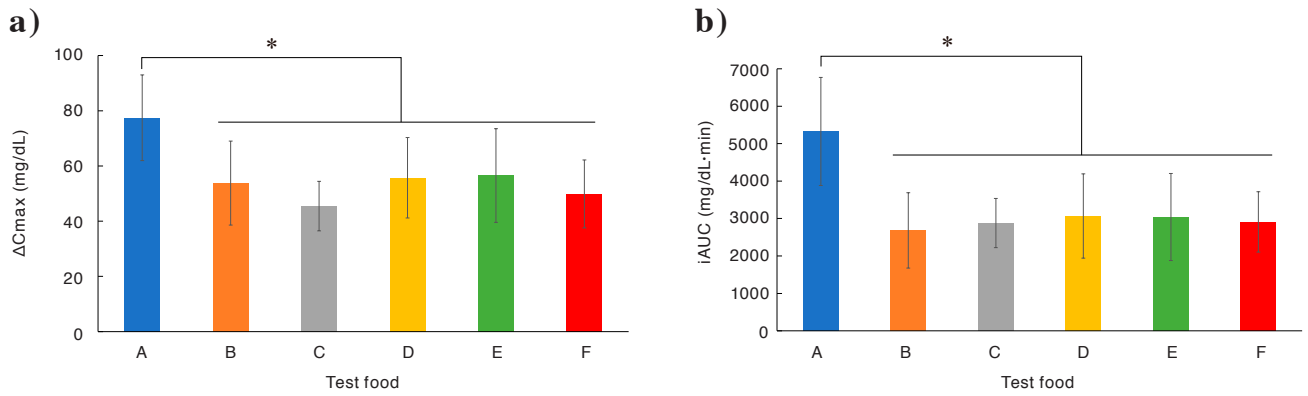 a)
*
100
80
60
40
20
0
ΔCmax (mg/dL)
A B C D E F
Test food
b)
*
7000
6000
5000
4000
3000
2000
1000
0
iAUC (mg/dL·min)
A B C D E F
Test food